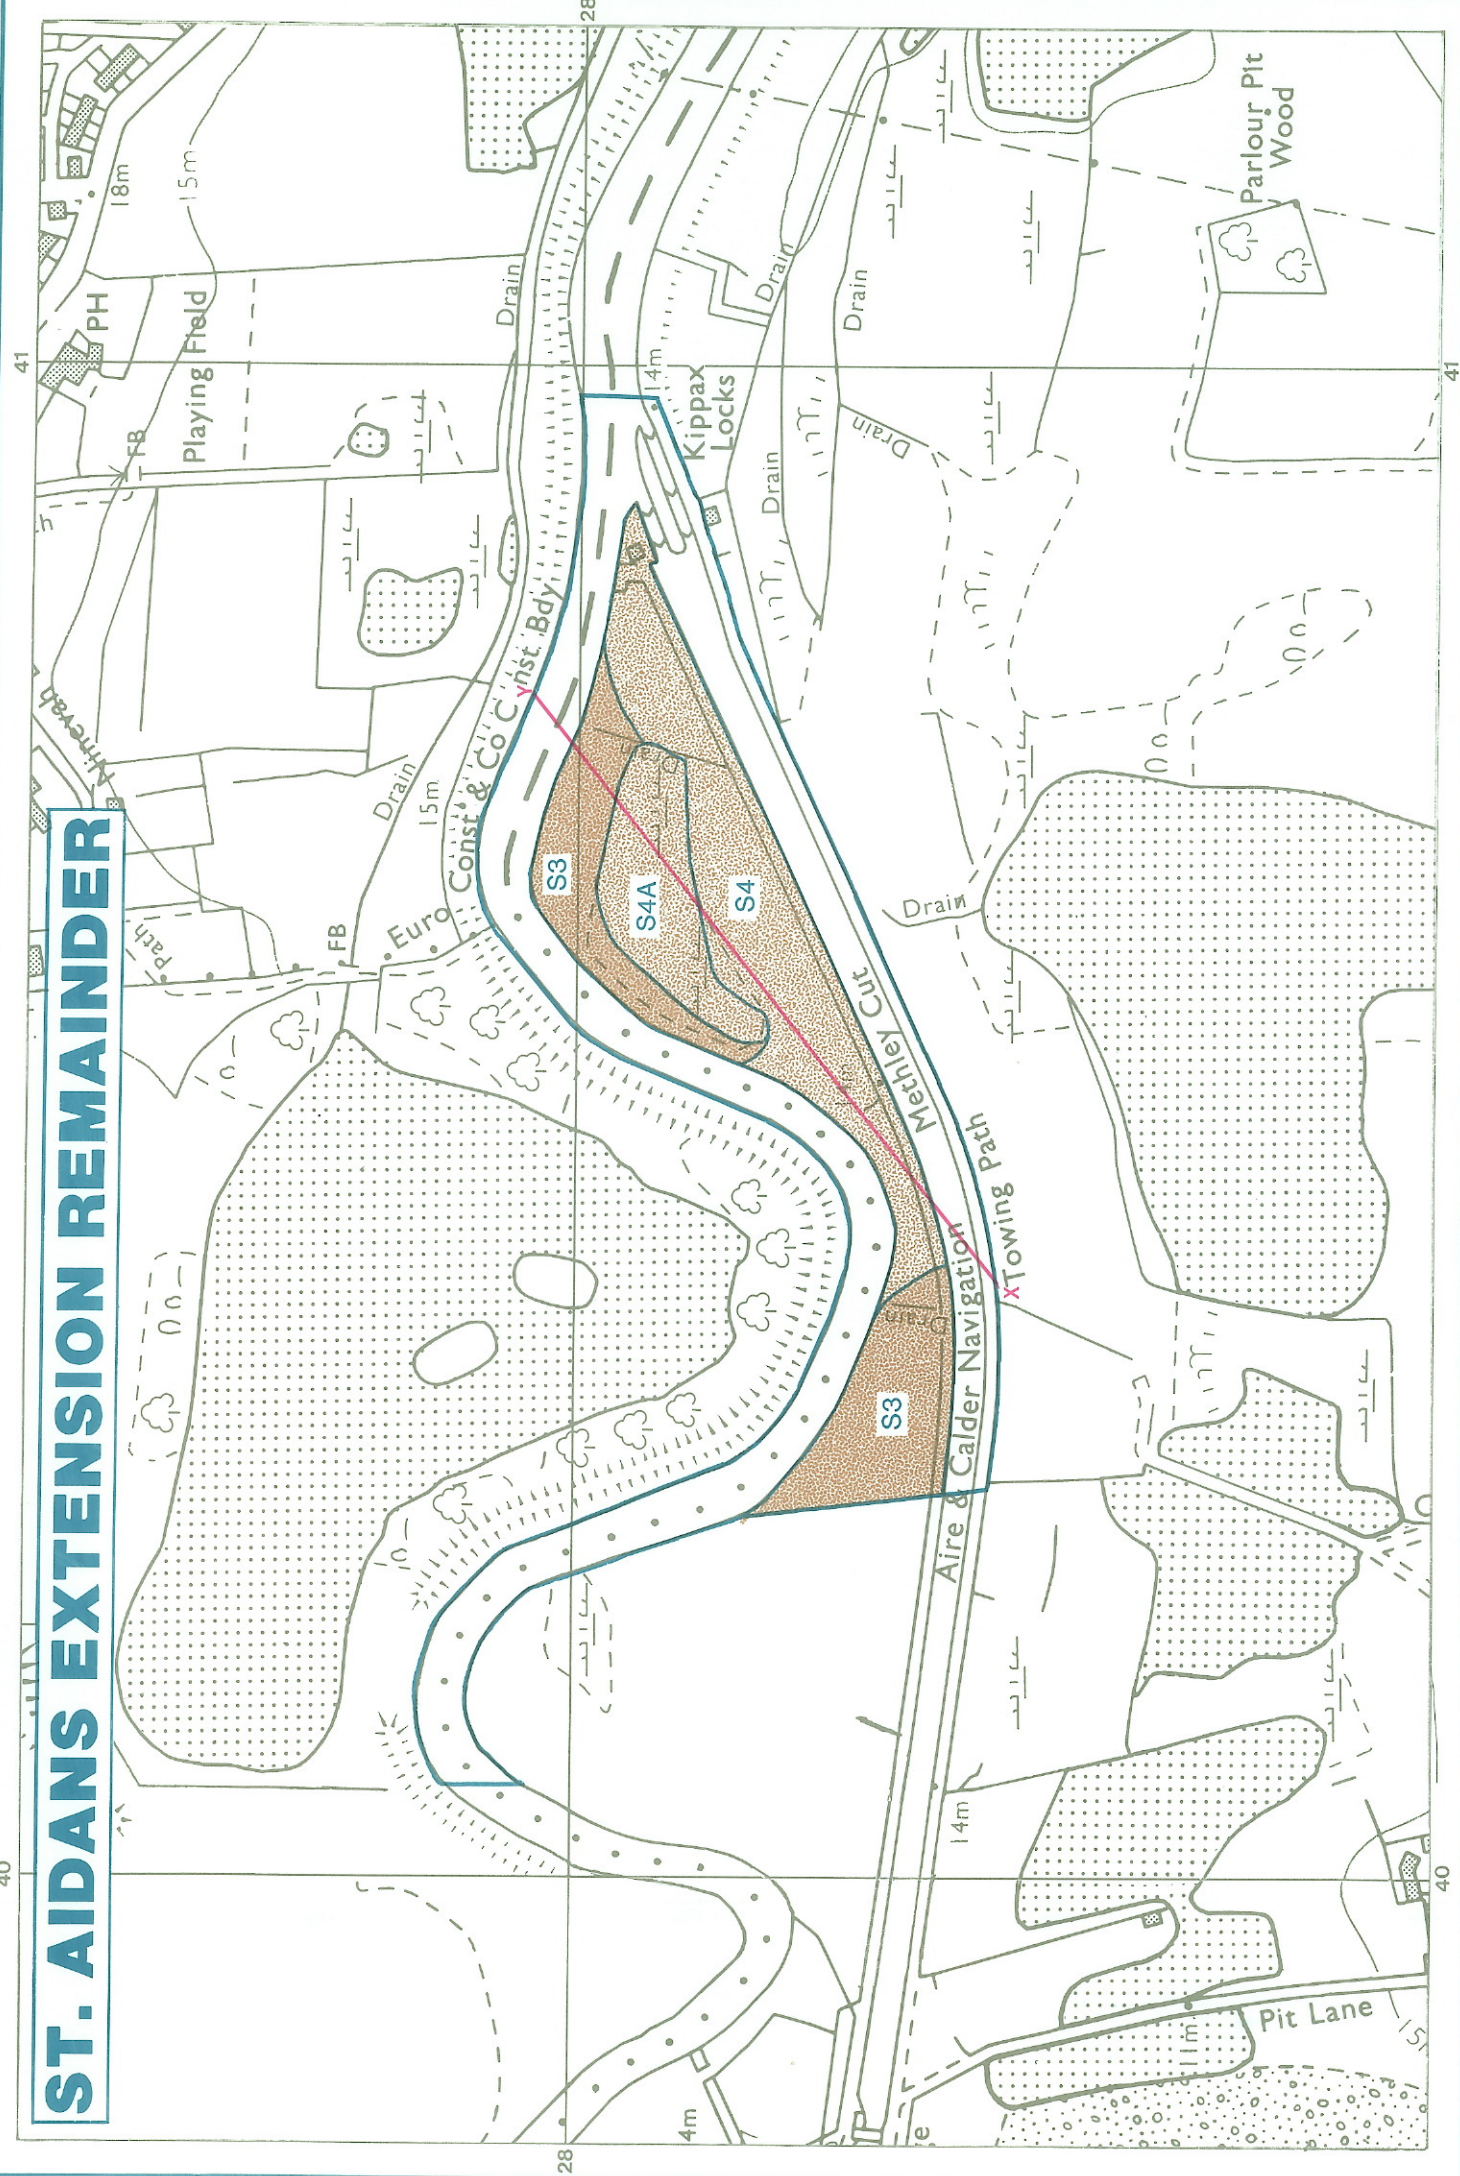 ST. AIDANS EXTENSION REMAINDER
40
41
28
28
40
41
18m
15m
PH
Playing Field
FB
Ninevah
Path
FB
Drain
15m
Drain
Euro Const & Co Const Bdy
Y
S3
S4A
S4
Drain
S3
Drain
X
14m
Kippax
Locks
Drain
Drain
Drain
Drain
Drain
Methley Cut
Towing Path
Aire & Calder Navigation
Parlour Pit
Wood
14m
4m
Pit Lane
11m